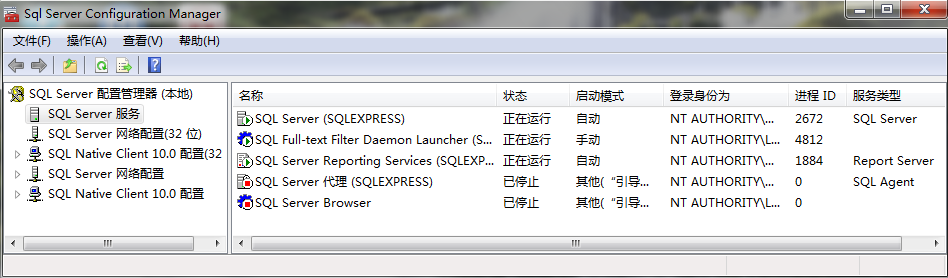 Sql Server Configuration Manager
文件(F) 操作(A) 查看(V) 帮助(H)
SQL Server 配置管理器 (本地)
SQL Server 服务
SQL Server 网络配置(32 位)
SQL Native Client 10.0 配置(32
SQL Server 网络配置
SQL Native Client 10.0 配置
名称 状态 启动模式 登录身份为 进程 ID 服务类型
SQL Server (SQLEXPRESS) 正在运行 自动 NT AUTHORITY\L... 2672 SQL Server
SQL Full-text Filter Daemon Launcher (S... 正在运行 手动 NT AUTHORITY\L... 4812
SQL Server Reporting Services (SQLEXP... 正在运行 自动 NT AUTHORITY\L... 1884 Report Server
SQL Server 代理 (SQLEXPRESS) 已停止 其他(“引导... NT AUTHORITY\L... 0 SQL Agent
SQL Server Browser 已停止 其他(“引导... NT AUTHORITY\L... 0